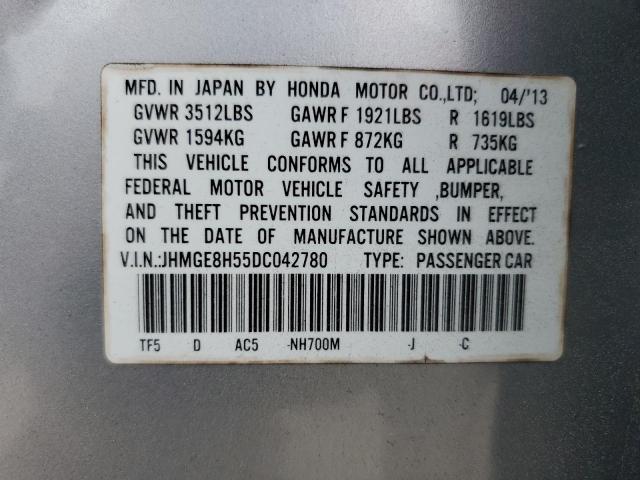 MFD. IN JAPAN BY HONDA MOTOR CO.,LTD; 04/'13
GVWR 3512LBS GAWR F 1921LBS R 1619LBS
GVWR 1594KG GAWR F 872KG R 735KG
THIS VEHICLE CONFORMS TO ALL APPLICABLE
FEDERAL MOTOR VEHICLE SAFETY ,BUMPER,
AND THEFT PREVENTION STANDARDS IN EFFECT
ON THE DATE OF MANUFACTURE SHOWN ABOVE.
V.I.N.:JHMGE8H55DC042780 TYPE: PASSENGER CAR
TF5 D AC5 -NH700M -J -C